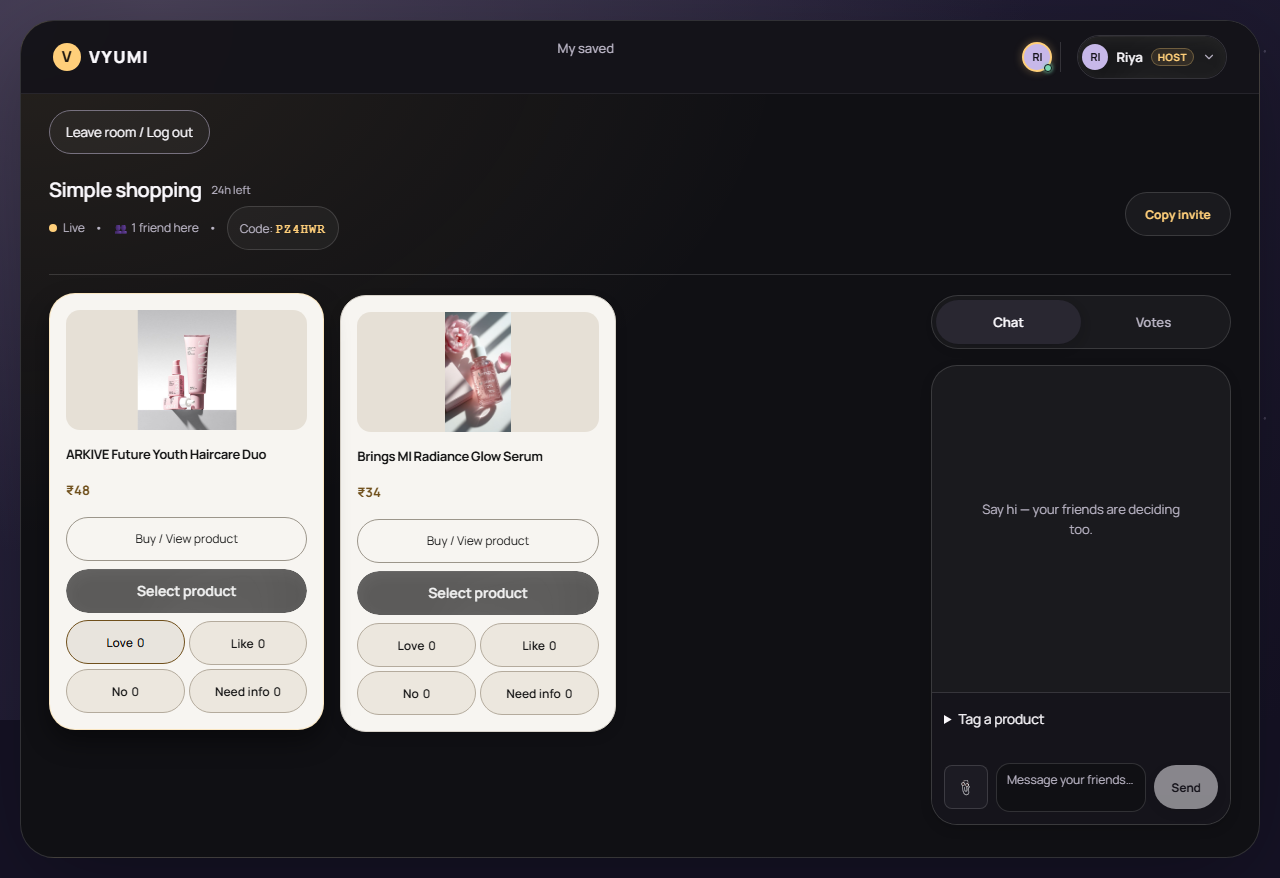 V VYUMI
My saved
RI
RI Riya HOST
Leave room / Log out
Simple shopping 24h left
Live • 1 friend here • Code: PZ4HWR
Copy invite
ARKIVE Future Youth Haircare Duo
₹48
Buy / View product
Select product
Love 0 Like 0
No 0 Need info 0
Brings MI Radiance Glow Serum
₹34
Buy / View product
Select product
Love 0 Like 0
No 0 Need info 0
Chat Votes
Say hi — your friends are deciding
too.
Tag a product
Message your friends… Send